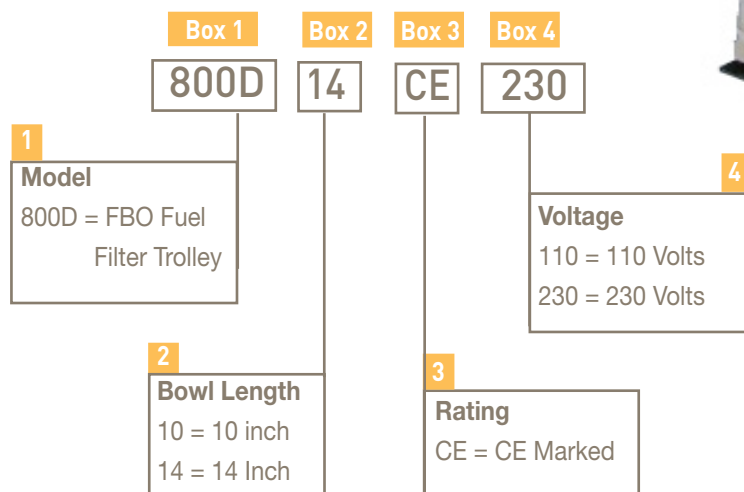 Box 1 Box 2 Box 3 Box 4
800D 14 CE 230
1
Model
800D = FBO Fuel
Filter Trolley
4
Voltage
110 = 110 Volts
230 = 230 Volts
2
Bowl Length
10 = 10 inch
14 = 14 Inch
3
Rating
CE = CE Marked